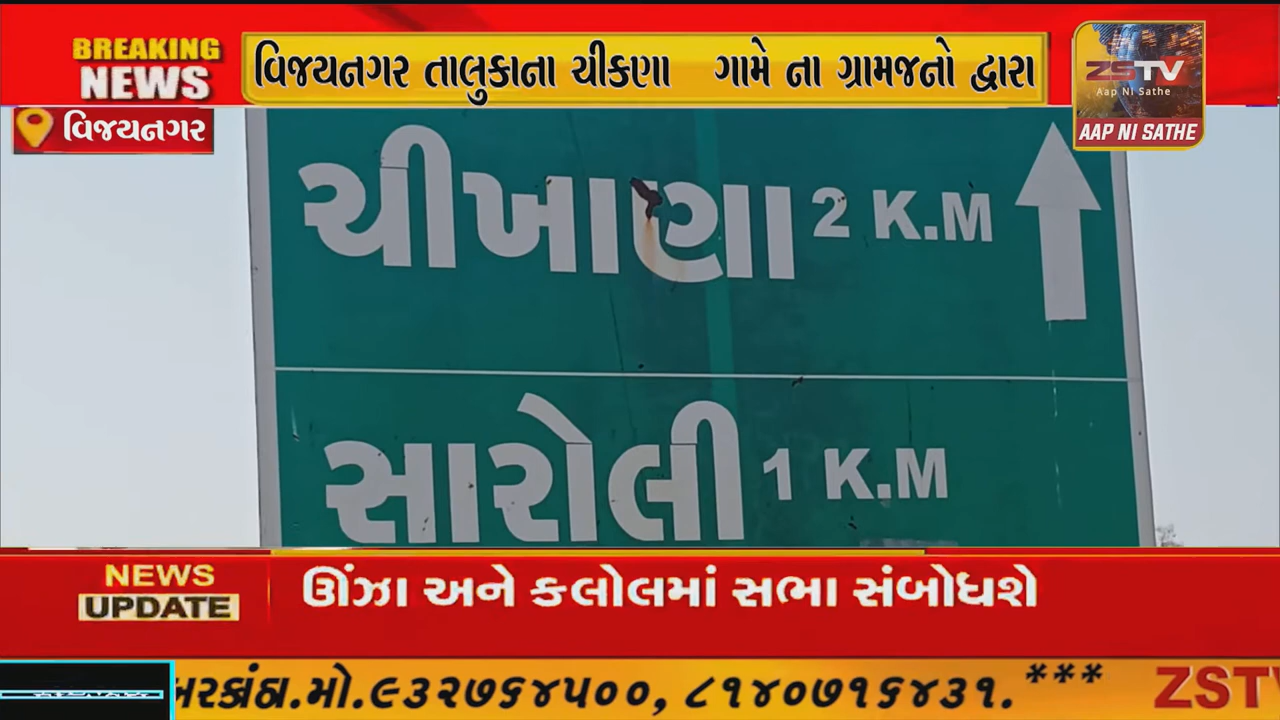 BREAKING
NEWS
વિજયનગર તાલુકાના ચીકણા ગામે ના ગ્રામજનો દ્વારા
ZSTV
Aap Ni Sathe
AAP NI SATHE
વિજયનગર
ચીખાણા 2 K.M
સારોલી 1 K.M
NEWS
UPDATE
ઊંઝા અને કલોલમાં સભા સંબોધશે
બરકાંઠા.મો.૯૩૨૭૬૪૫૦૦, ૮૧૪૦૭૧૬૪૩૧.*** ZSTV